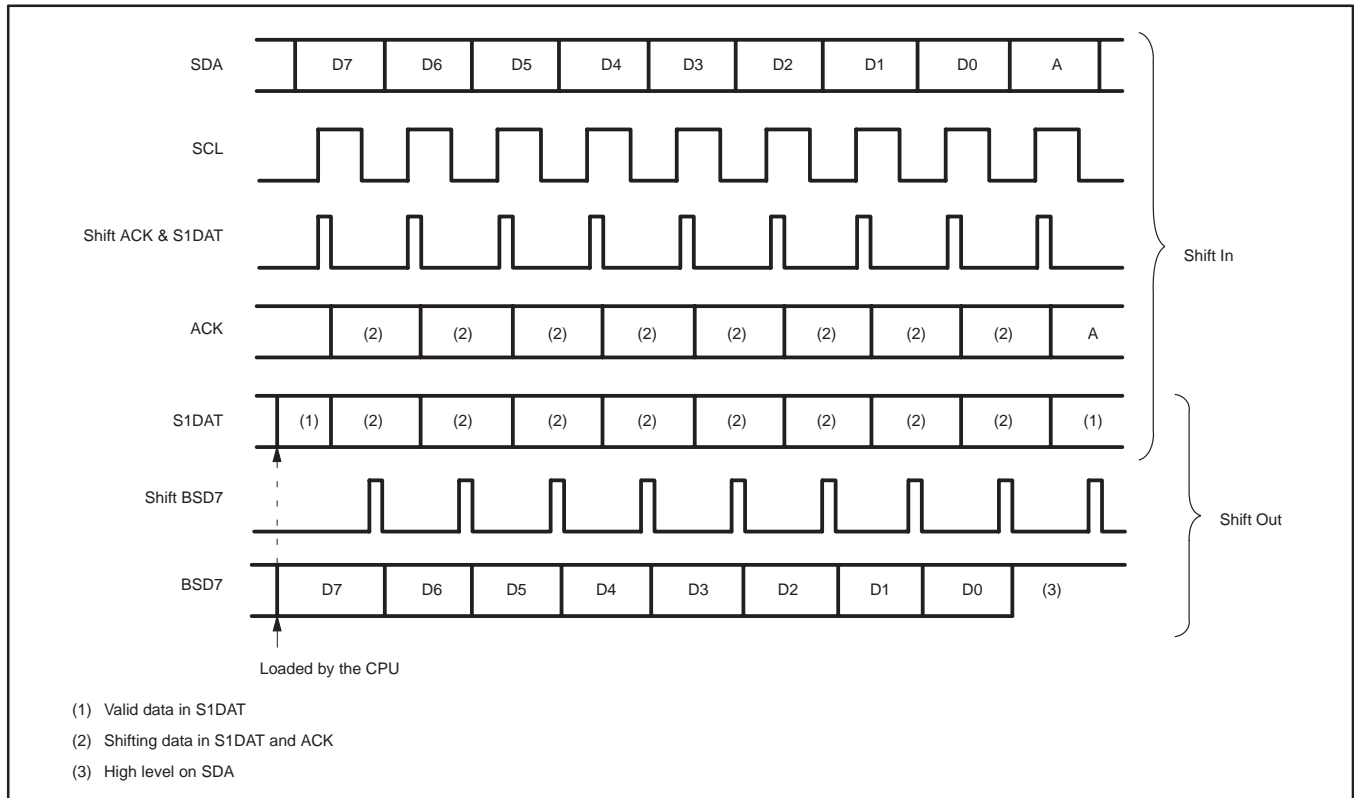 SDA D7 D6 D5 D4 D3 D2 D1 D0 A
SCL
Shift ACK & S1DAT
Shift In
ACK (2) (2) (2) (2) (2) (2) (2) (2) A
S1DAT (1) (2) (2) (2) (2) (2) (2) (2) (2) (1)
Shift BSD7
Shift Out
BSD7 D7 D6 D5 D4 D3 D2 D1 D0 (3)
Loaded by the CPU
(1) Valid data in S1DAT
(2) Shifting data in S1DAT and ACK
(3) High level on SDA